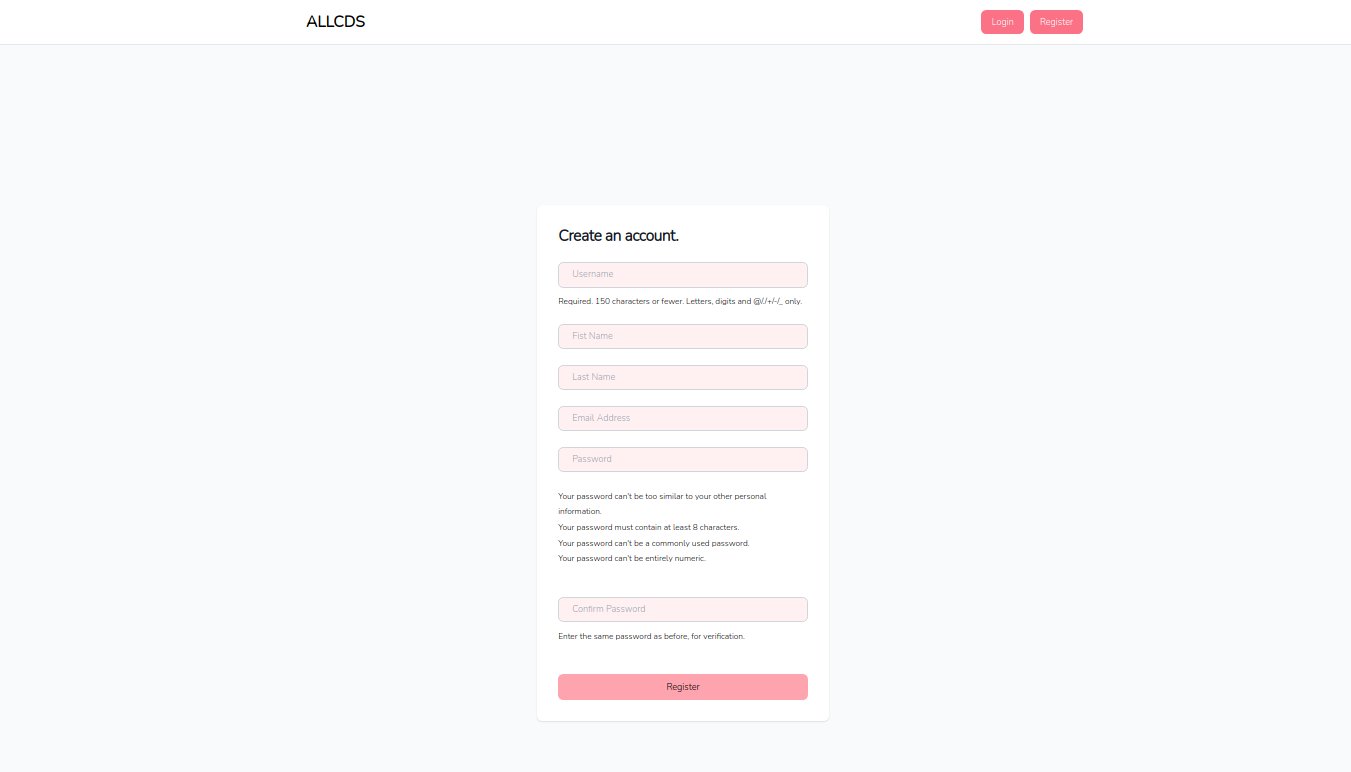 ALLCDS
Login
Register
Create an account.
Username
Required. 150 characters or fewer. Letters, digits and @/./+/-/_ only.
Fist Name
Last Name
Email Address
Password
Your password can't be too similar to your other personal
information.
Your password must contain at least 8 characters.
Your password can't be a commonly used password.
Your password can't be entirely numeric.
Confirm Password
Enter the same password as before, for verification.
Register